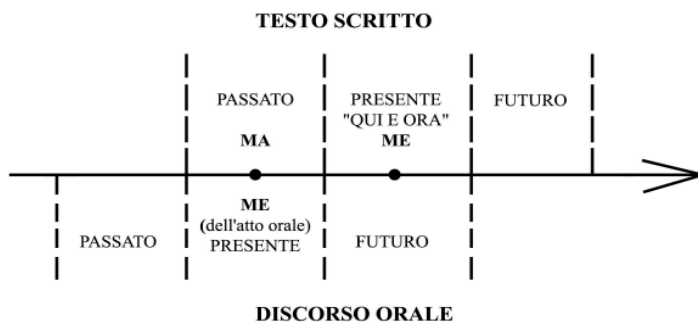 TESTO SCRITTO
PASSATO
PRESENTE
"QUI E ORA"
FUTURO
MA
ME
ME
(dell'atto orale)
PRESENTE
PASSATO
FUTURO
DISCORSO ORALE